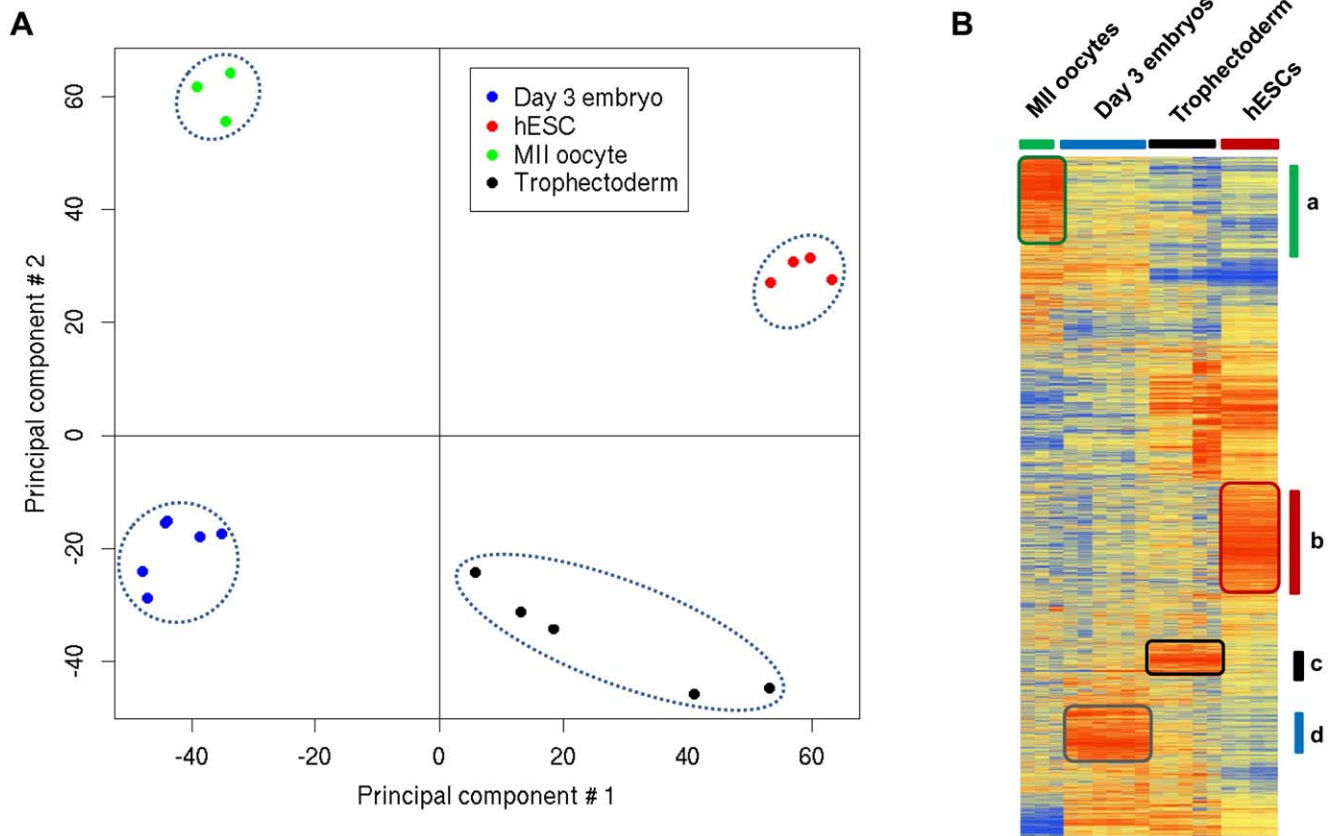 A
Principal component # 2
60
40
20
0
-20
-40
Day 3 embryo
hESC
MII oocyte
Trophectoderm
-40
-20
0
20
40
60
Principal component # 1
B
MII oocytes
Day 3 embryos
Trophectoderm
hESCs
a
b
c
d